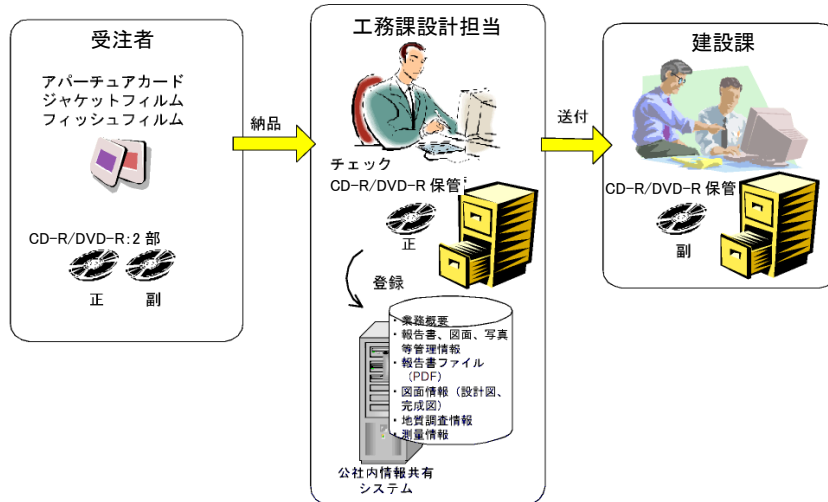 受注者
アパーチュアカード
ジャケットフィルム
フィッシュフィルム
CD-R/DVD-R:2 部
正 副
納品
工務課設計担当
チェック
CD-R/DVD-R 保管
正
登録
・業務概要
・報告書、図面、写真
等管理情報
・報告書ファイル
(PDF)
・図面情報（設計図、
完成図）
・地質調査情報
・測量情報
公社内情報共有
システム
送付
建設課
CD-R/DVD-R 保管
副